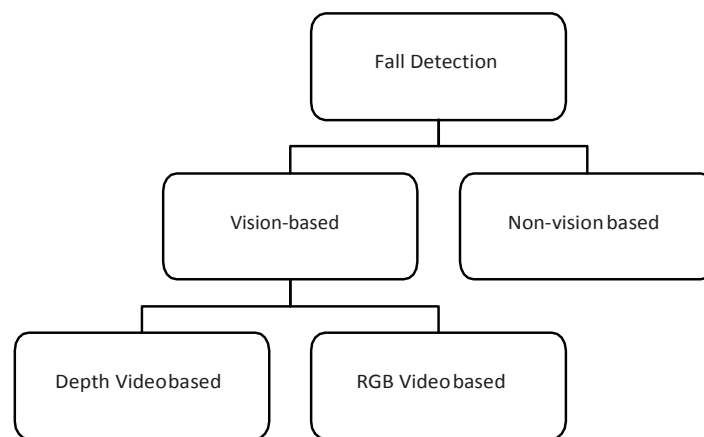 Fall Detection
Vision-based
Non-vision based
Depth Video based
RGB Video based